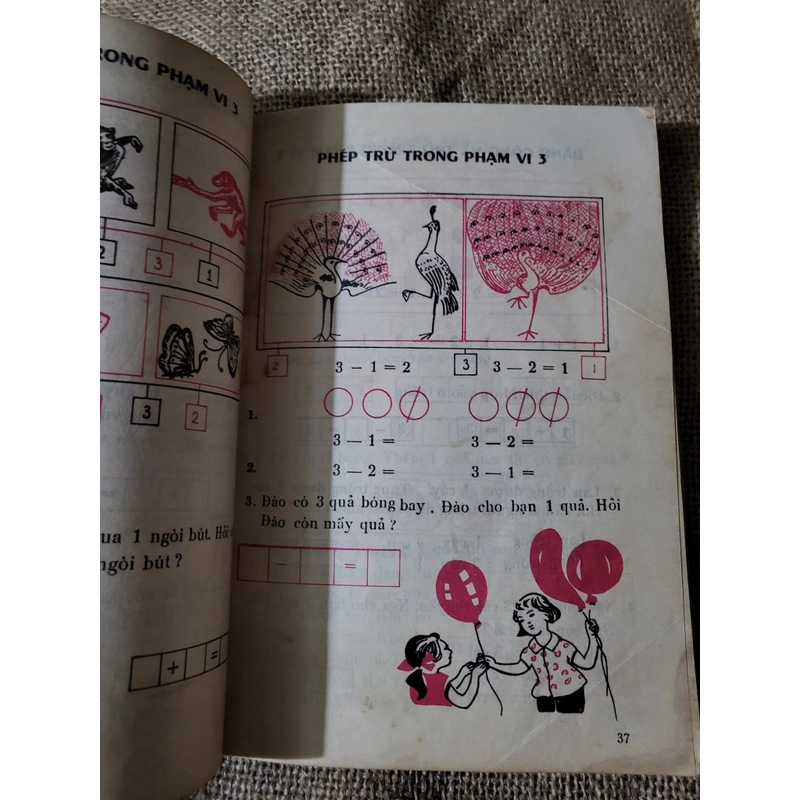 TRONG PHẠM VI 3
2 3 1
3 2
ua 1 ngòi bút. Hỏi
ngòi bút ?
+ =
PHÉP TRỪ TRONG PHẠM VI 3
2 3 1
3 – 1 = 2 3 – 2 = 1
1.
3 – 1 = 3 – 2 =
2. 3 – 2 = 3 – 1 =
3. Đào có 3 quả bóng bay. Đào cho bạn 1 quả. Hỏi
Đào còn mấy quả ?
– =
37